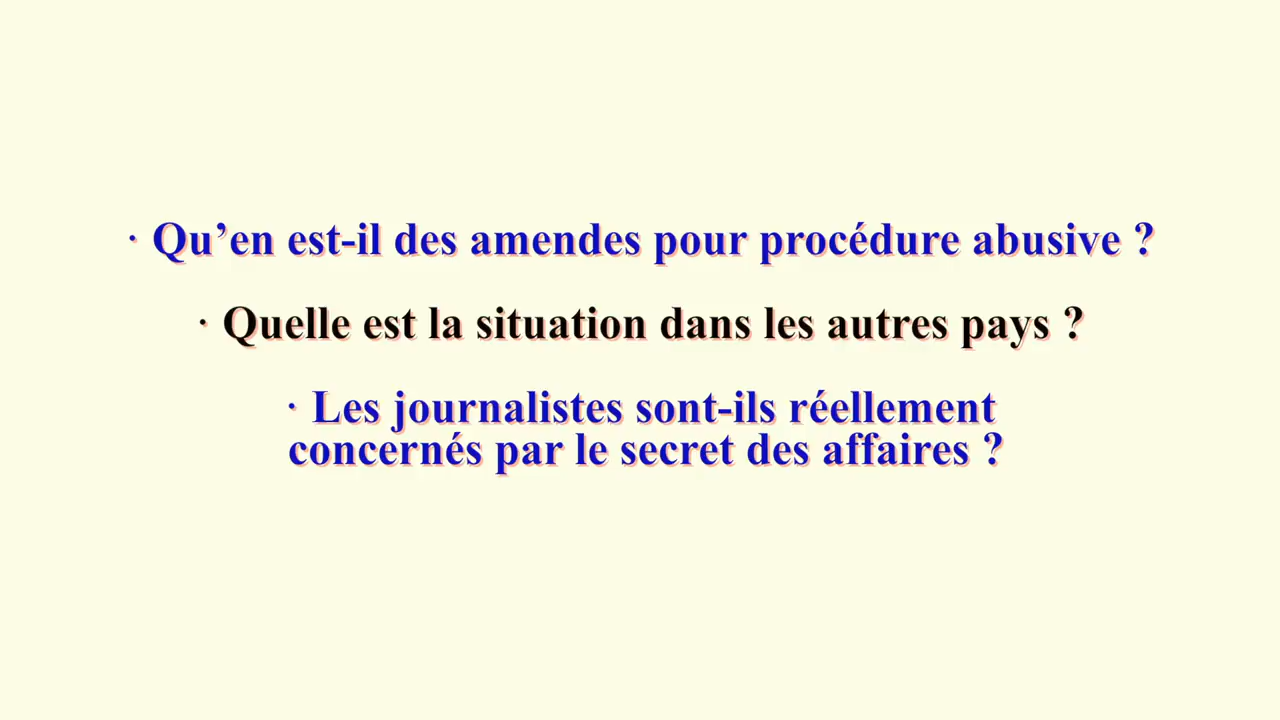 · Qu’en est-il des amendes pour procédure abusive ?
· Quelle est la situation dans les autres pays ?
· Les journalistes sont-ils réellement
concernés par le secret des affaires ?